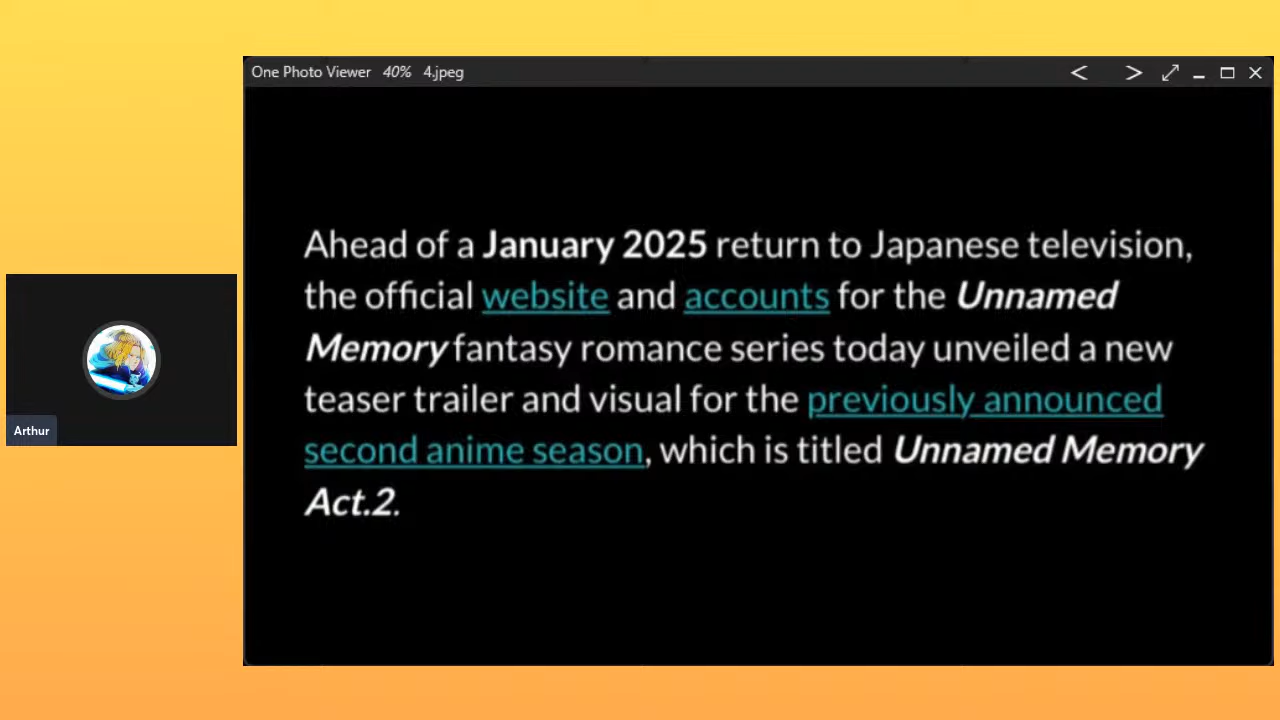 One Photo Viewer 40% 4.jpeg
Ahead of a January 2025 return to Japanese television,
the official website and accounts for the Unnamed
Memory fantasy romance series today unveiled a new
teaser trailer and visual for the previously announced
second anime season, which is titled Unnamed Memory
Act.2.
Arthur